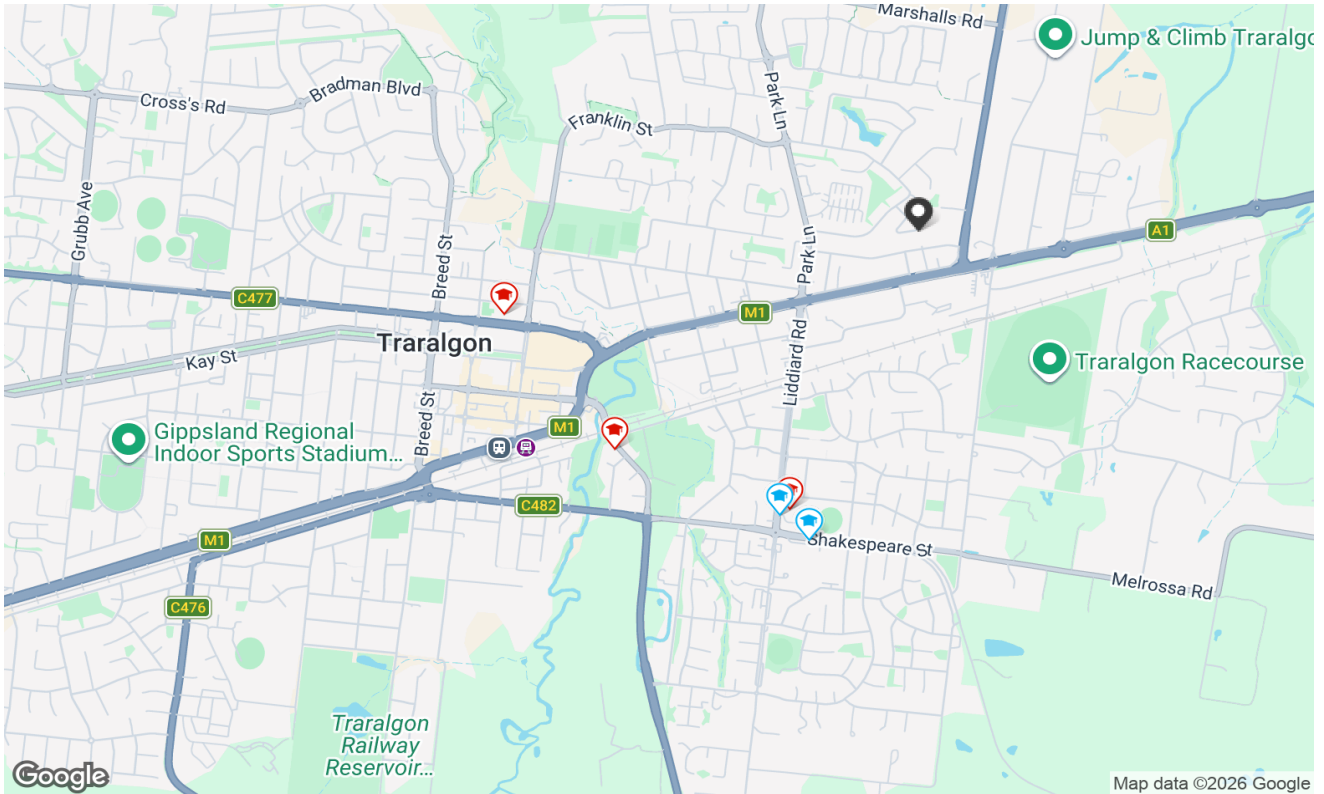 Marshalls Rd
Jump & Climb Traralgo
Cross's Rd
Bradman Blvd
Park Ln
Franklin St
Grubb Ave
Breed St
Park Ln
A1
C477
M1
Traralgon
Kay St
Liddiard Rd
Traralgon Racecourse
Breed St
M1
Gippsland Regional
Indoor Sports Stadium...
C482
M1
Shakespeare St
Melrossa Rd
C476
Traralgon
Railway
Reservoir...
Google
Map data ©2026 Google